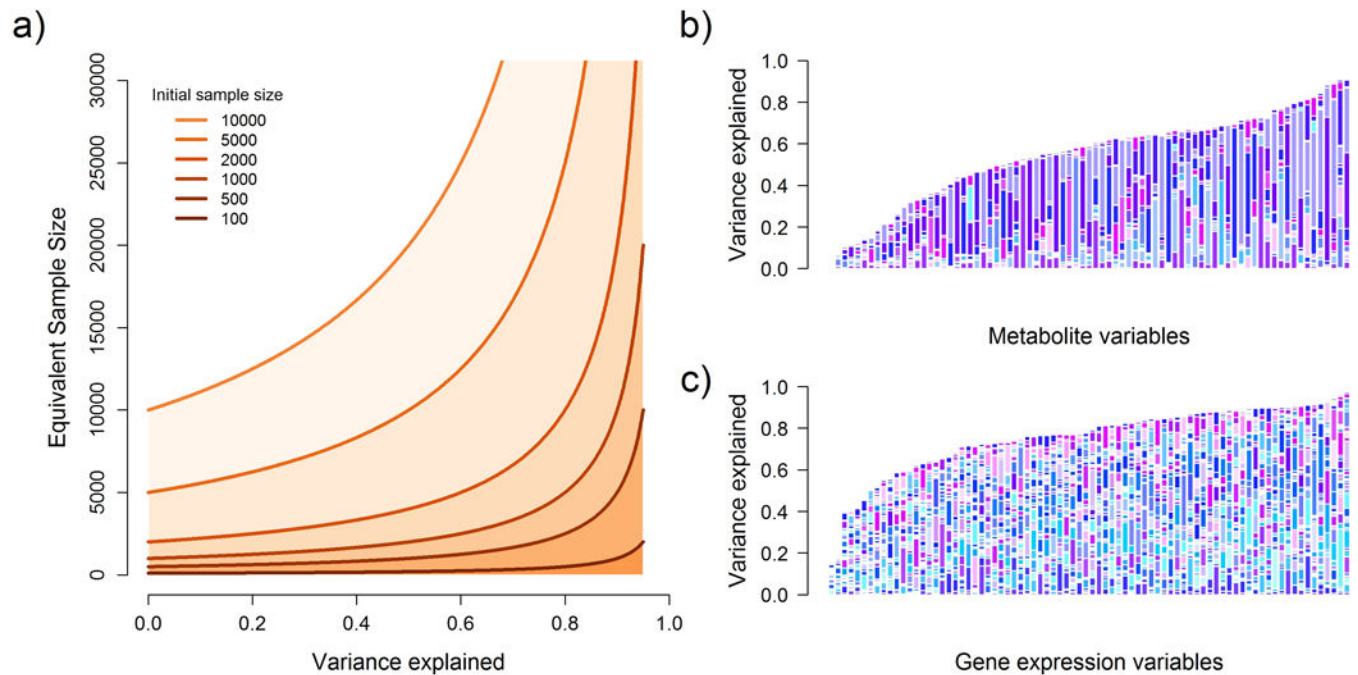 a)
Equivalent Sample Size
30000
25000
20000
15000
10000
5000
0
Initial sample size
10000
5000
2000
1000
500
100
0.0 0.2 0.4 0.6 0.8 1.0
Variance explained
b)
Variance explained
1.0
0.8
0.6
0.4
0.2
0.0
Metabolite variables
c)
Variance explained
1.0
0.8
0.6
0.4
0.2
0.0
Gene expression variables